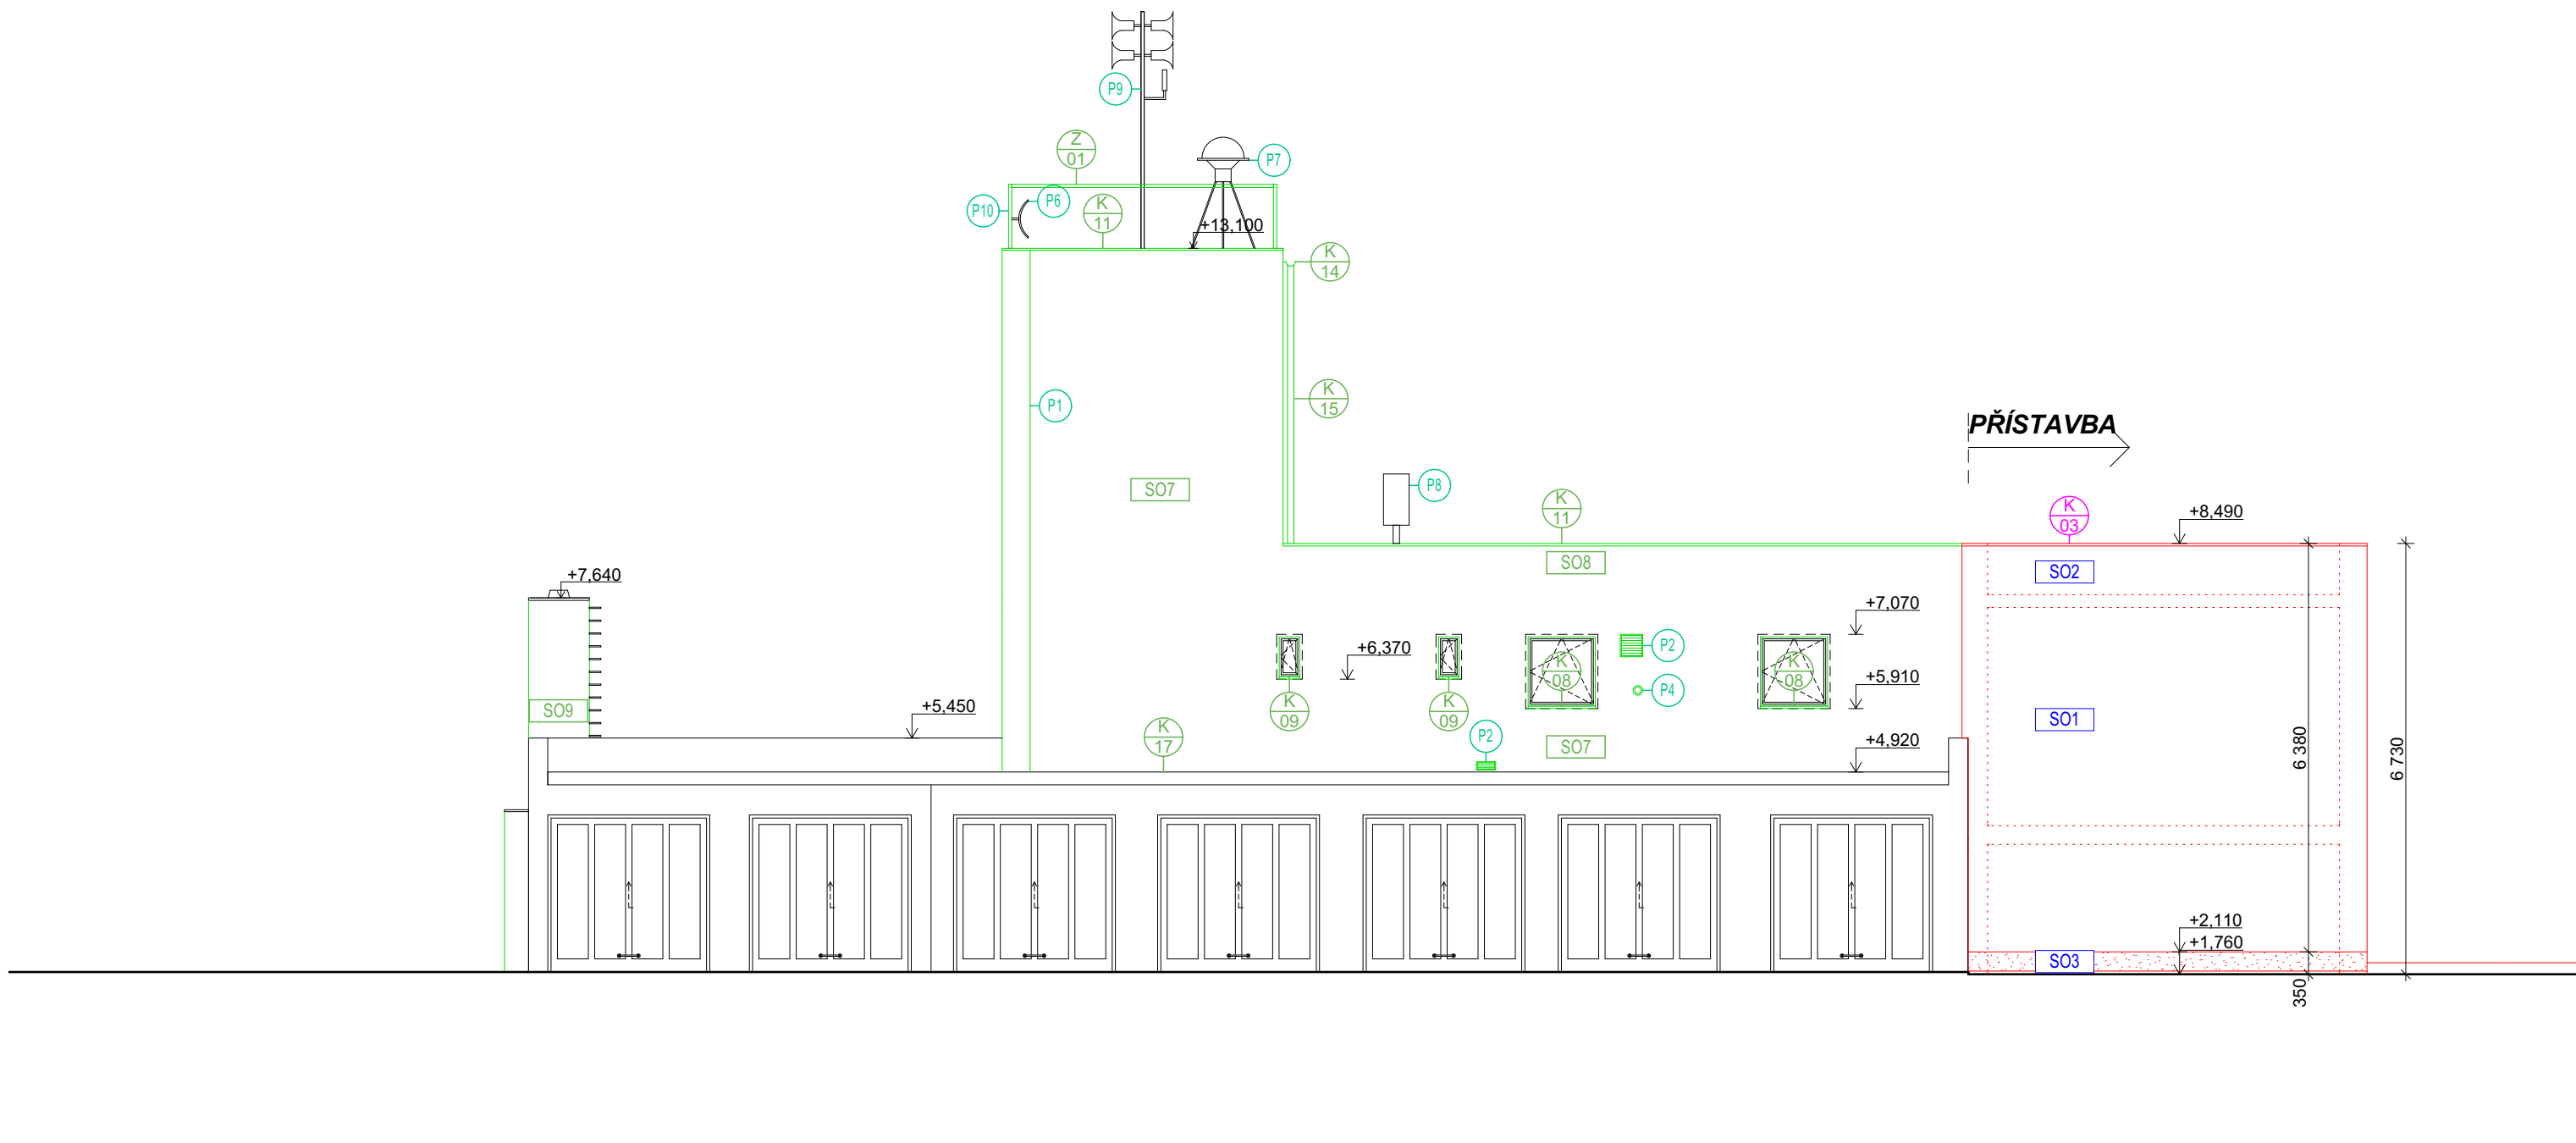 P9
Z
01
P7
P10
P6
K
11
+13,100
K
14
K
15
P1
PŘÍSTAVBA
SO7
P8
K
11
K
03
+8,490
SO8
SO2
+7,640
+7,070
+6,370
P2
K
08
K
08
+5,910
P4
SO9
+5,450
K
09
K
09
K
17
P2
SO7
SO1
+4,920
6 380
6 730
+2,110
+1,760
SO3
350